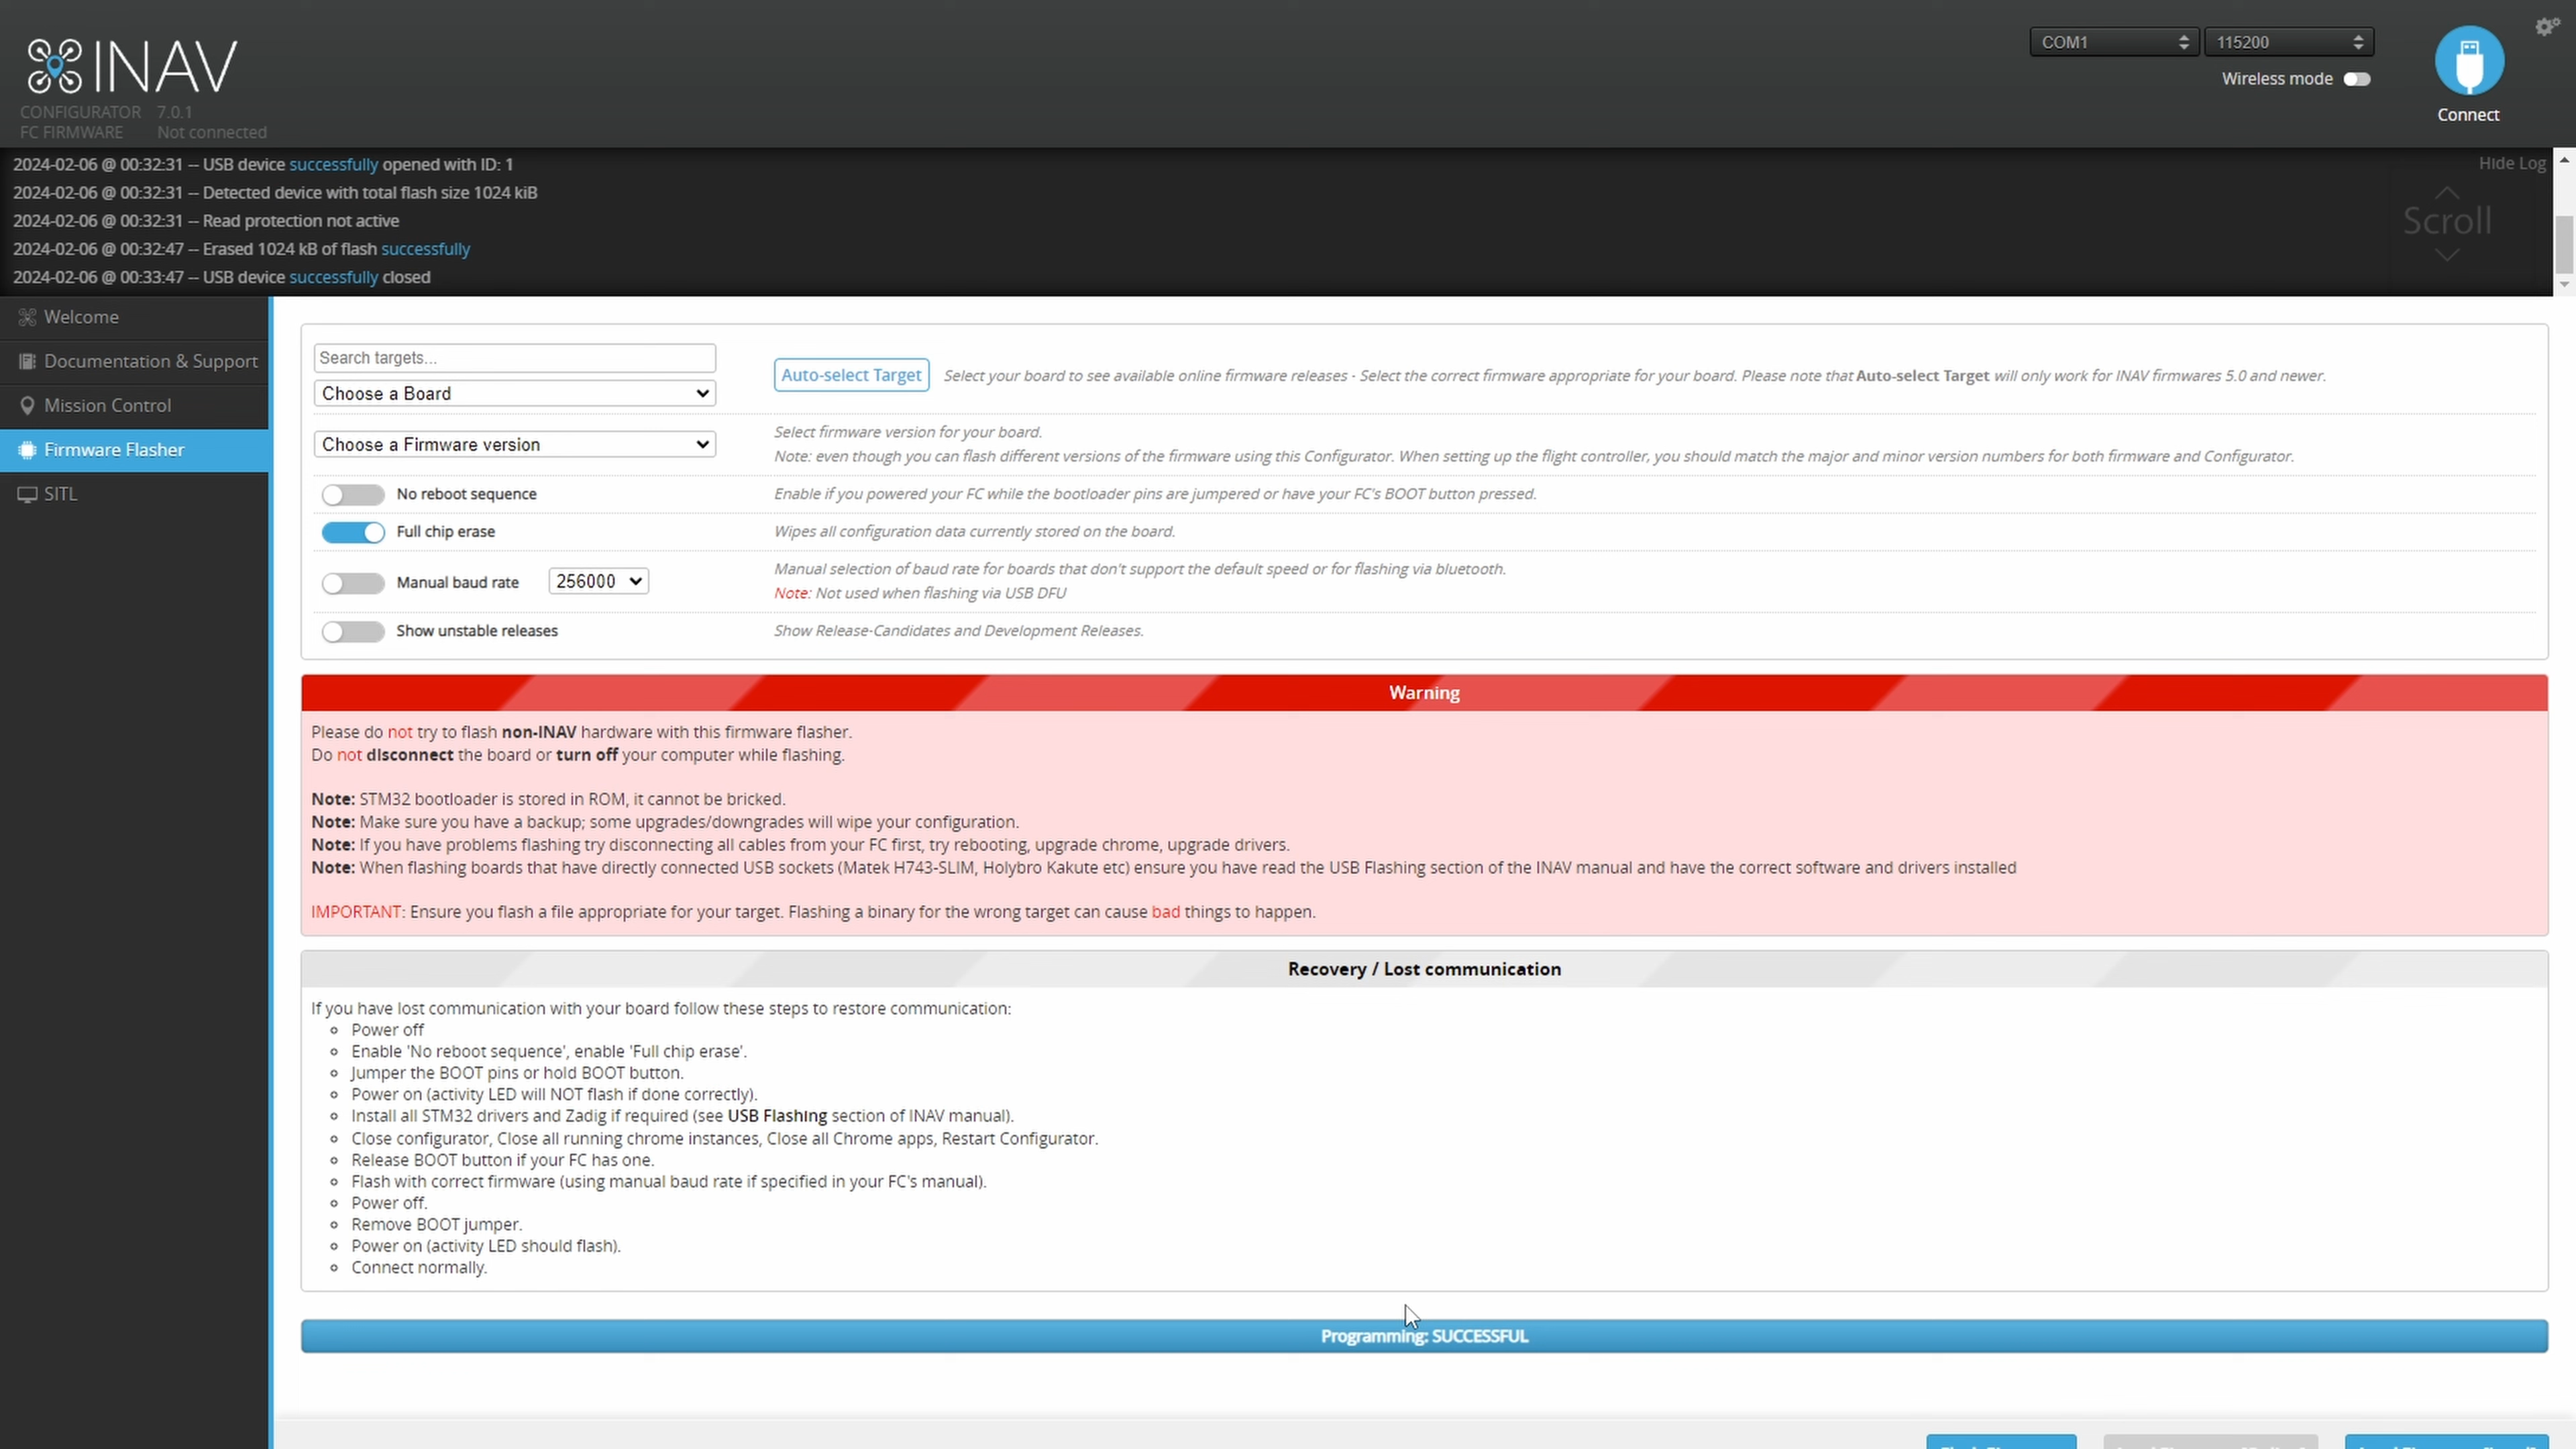 INAV
CONFIGURATOR 7.0.1
FC FIRMWARE Not connected
COM1
115200
Wireless mode
Connect
2024-02-06 @ 00:32:31 -- USB device successfully opened with ID: 1
2024-02-06 @ 00:32:31 -- Detected device with total flash size 1024 kiB
2024-02-06 @ 00:32:31 -- Read protection not active
2024-02-06 @ 00:32:47 -- Erased 1024 kB of flash successfully
2024-02-06 @ 00:33:47 -- USB device successfully closed
Hide Log
Scroll
Welcome
Documentation & Support
Mission Control
Firmware Flasher
SITL
Search targets...
Choose a Board
Auto-select Target
Select your board to see available online firmware releases - Select the correct firmware appropriate for your board. Please note that Auto-select Target will only work for INAV firmwares 5.0 and newer.
Choose a Firmware version
Select firmware version for your board.
Note: even though you can flash different versions of the firmware using this Configurator. When setting up the flight controller, you should match the major and minor version numbers for both firmware and Configurator.
No reboot sequence
Enable if you powered your FC while the bootloader pins are jumpered or have your FC's BOOT button pressed.
Full chip erase
Wipes all configuration data currently stored on the board.
Manual baud rate
256000
Manual selection of baud rate for boards that don't support the default speed or for flashing via bluetooth.
Note: Not used when flashing via USB DFU
Show unstable releases
Show Release-Candidates and Development Releases.
Warning
Please do not try to flash non-INAV hardware with this firmware flasher.
Do not disconnect the board or turn off your computer while flashing.
Note: STM32 bootloader is stored in ROM, it cannot be bricked.
Note: Make sure you have a backup; some upgrades/downgrades will wipe your configuration.
Note: If you have problems flashing try disconnecting all cables from your FC first, try rebooting, upgrade chrome, upgrade drivers.
Note: When flashing boards that have directly connected USB sockets (Matek H743-SLIM, Holybro Kakute etc) ensure you have read the USB Flashing section of the INAV manual and have the correct software and drivers installed
IMPORTANT: Ensure you flash a file appropriate for your target. Flashing a binary for the wrong target can cause bad things to happen.
Recovery / Lost communication
If you have lost communication with your board follow these steps to restore communication:
Power off
Enable 'No reboot sequence', enable 'Full chip erase'.
Jumper the BOOT pins or hold BOOT button.
Power on (activity LED will NOT flash if done correctly).
Install all STM32 drivers and Zadig if required (see USB Flashing section of INAV manual).
Close configurator, Close all running chrome instances, Close all Chrome apps, Restart Configurator.
Release BOOT button if your FC has one.
Flash with correct firmware (using manual baud rate if specified in your FC's manual).
Power off.
Remove BOOT jumper.
Power on (activity LED should flash).
Connect normally.
Programming: SUCCESSFUL